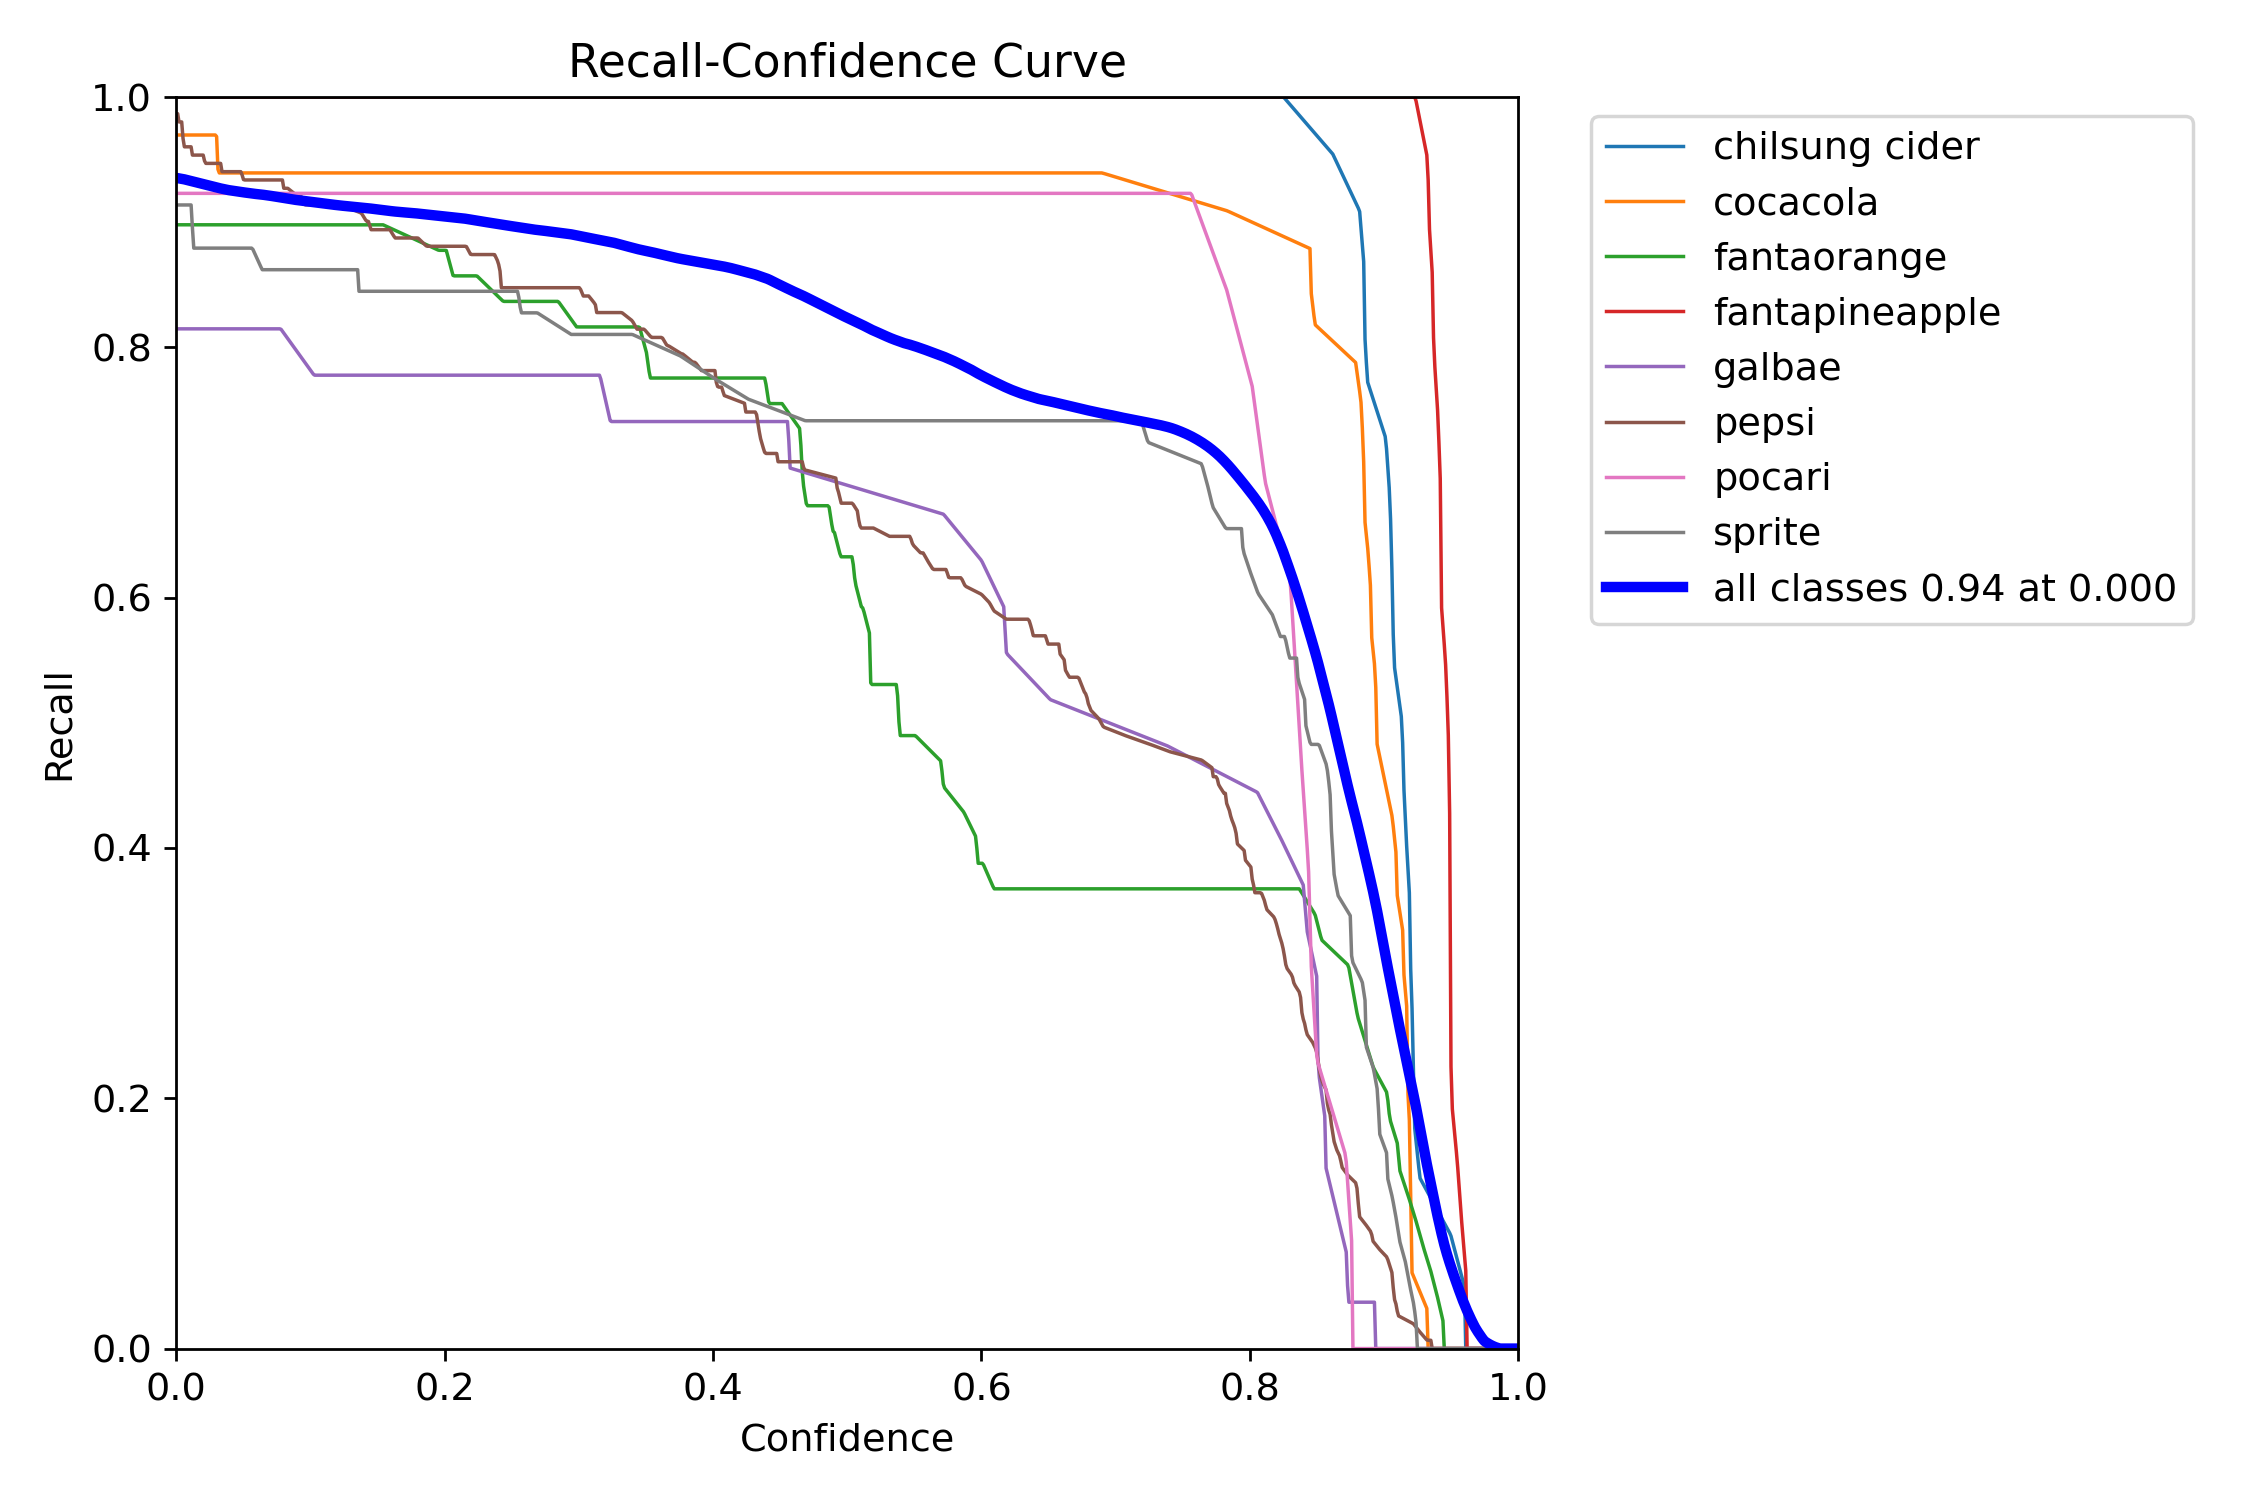 Recall-Confidence Curve
1.0
0.8
0.6
0.4
0.2
0.0
Recall
0.0 0.2 0.4 0.6 0.8 1.0
Confidence
chilsung cider
cocacola
fantaorange
fantapineapple
galbae
pepsi
pocari
sprite
all classes 0.94 at 0.000